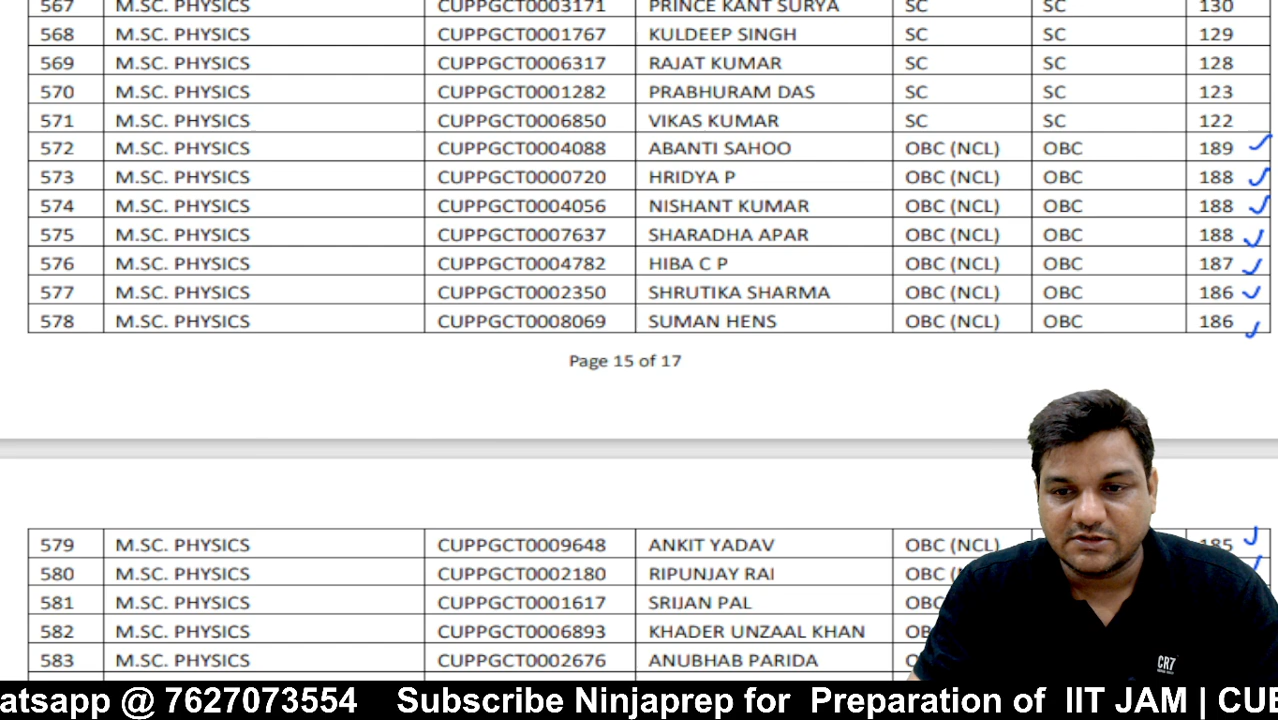 567 M.SC. PHYSICS CUPPGCT0003171 PRINCE KANT SURYA SC SC 130
568 M.SC. PHYSICS CUPPGCT0001767 KULDEEP SINGH SC SC 129
569 M.SC. PHYSICS CUPPGCT0006317 RAJAT KUMAR SC SC 128
570 M.SC. PHYSICS CUPPGCT0001282 PRABHURAM DAS SC SC 123
571 M.SC. PHYSICS CUPPGCT0006850 VIKAS KUMAR SC SC 122
572 M.SC. PHYSICS CUPPGCT0004088 ABANTI SAHOO OBC (NCL) OBC 189
573 M.SC. PHYSICS CUPPGCT0000720 HRIDYA P OBC (NCL) OBC 188
574 M.SC. PHYSICS CUPPGCT0004056 NISHANT KUMAR OBC (NCL) OBC 188
575 M.SC. PHYSICS CUPPGCT0007637 SHARADHA APAR OBC (NCL) OBC 188
576 M.SC. PHYSICS CUPPGCT0004782 HIBA C P OBC (NCL) OBC 187
577 M.SC. PHYSICS CUPPGCT0002350 SHRUTIKA SHARMA OBC (NCL) OBC 186
578 M.SC. PHYSICS CUPPGCT0008069 SUMAN HENS OBC (NCL) OBC 186
Page 15 of 17
579 M.SC. PHYSICS CUPPGCT0009648 ANKIT YADAV OBC (NCL) 185
580 M.SC. PHYSICS CUPPGCT0002180 RIPUNJAY RAI OBC
581 M.SC. PHYSICS CUPPGCT0001617 SRIJAN PAL
582 M.SC. PHYSICS CUPPGCT0006893 KHADER UNZAAL KHAN
583 M.SC. PHYSICS CUPPGCT0002676 ANUBHAB PARIDA
CR7
atsapp @ 7627073554 Subscribe Ninjaprep for Preparation of IIT JAM | CUE